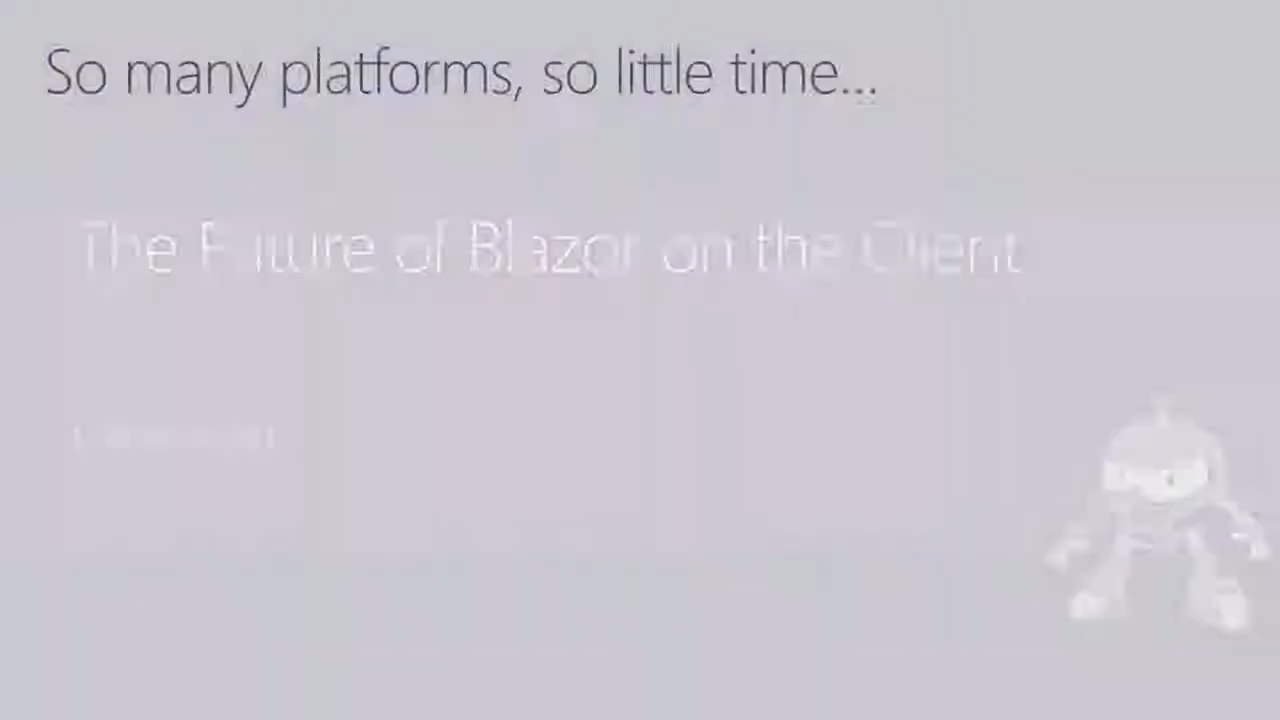 So many platforms, so little time...
The Future of Blazor on the Client